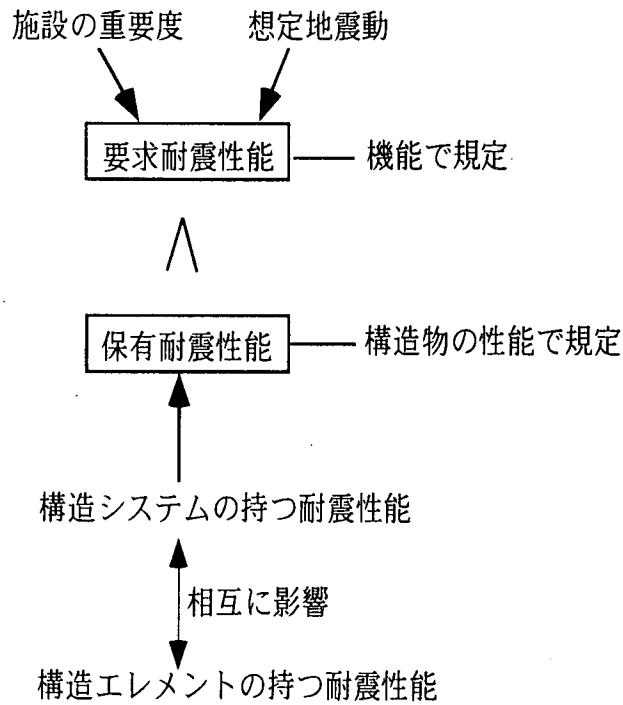 施設の重要度
想定地震動
要求耐震性能
機能で規定
∧
保有耐震性能
構造物の性能で規定
構造システムの持つ耐震性能
相互に影響
構造エレメントの持つ耐震性能